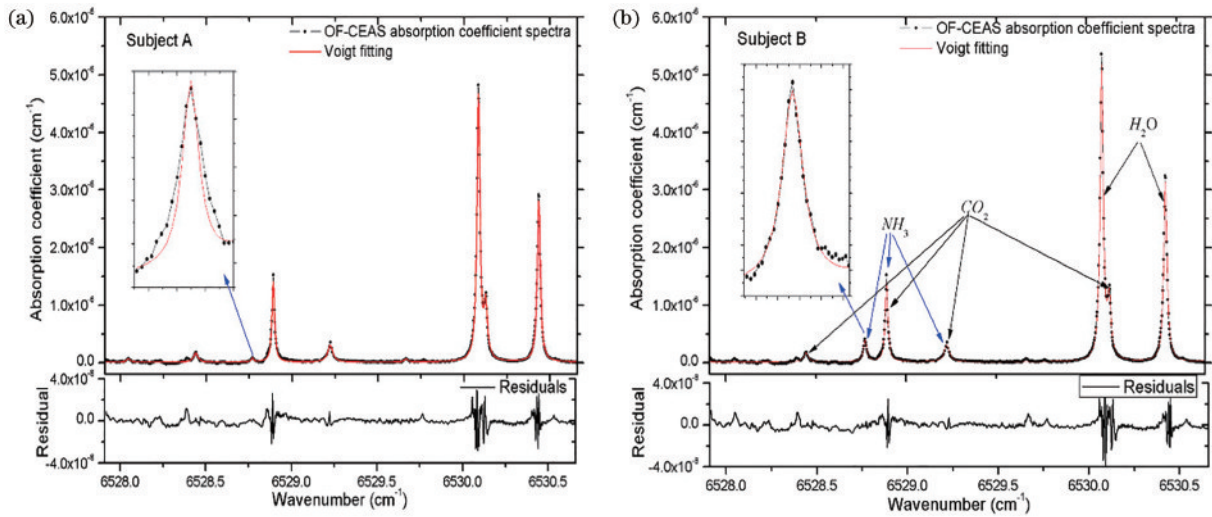 (a)
6.0x10⁻⁶
5.0x10⁻⁶
4.0x10⁻⁶
3.0x10⁻⁶
2.0x10⁻⁶
1.0x10⁻⁶
0.0
Absorption coefficient (cm⁻¹)
Subject A
OF-CEAS absorption coefficient spectra
Voigt fitting
4.0x10⁻⁸
0.0
-4.0x10⁻⁸
Residual
Residuals
6528.0 6528.5 6529.0 6529.5 6530.0 6530.5
Wavenumber (cm⁻¹)
(b)
6.0x10⁻⁶
5.0x10⁻⁶
4.0x10⁻⁶
3.0x10⁻⁶
2.0x10⁻⁶
1.0x10⁻⁶
0.0
Absorption coefficient (cm⁻¹)
Subject B
OF-CEAS absorption coefficient spectra
Voigt fitting
H₂O
CO₂
NH₃
4.0x10⁻⁸
0.0
-4.0x10⁻⁸
Residual
Residuals
6528.0 6528.5 6529.0 6529.5 6530.0 6530.5
Wavenumber (cm⁻¹)